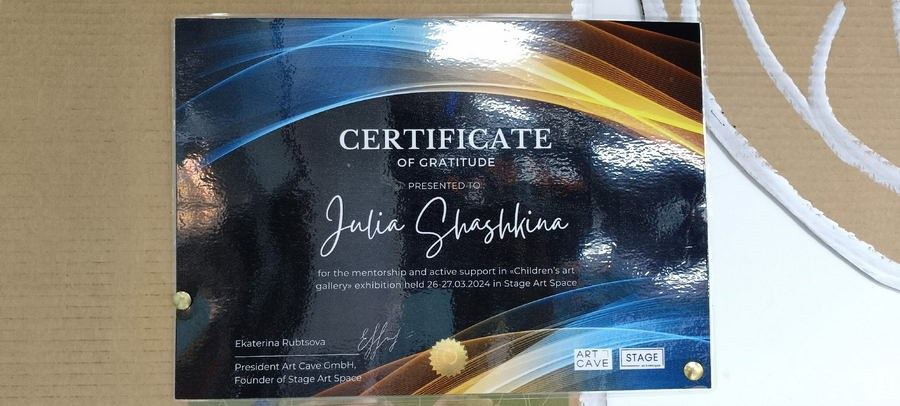 CERTIFICATE
OF GRATITUDE
PRESENTED TO
Julia Shashkina
for the mentorship and active support in «Children's art
gallery» exhibition held 26-27.03.2024 in Stage Art Space
Ekaterina Rubtsova
President Art Cave GmbH,
Founder of Stage Art Space
ART
CAVE
STAGE